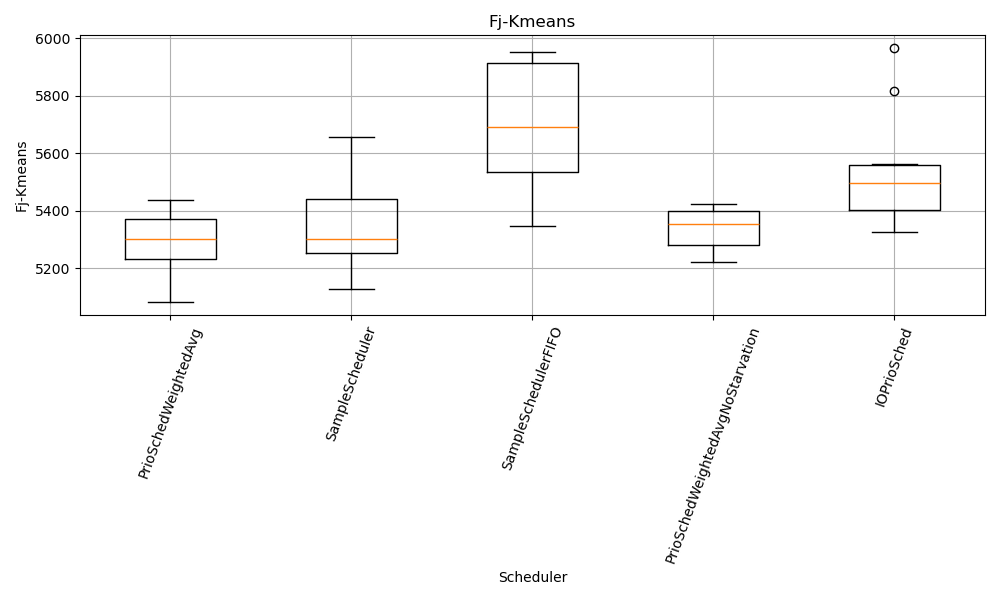 Fj-Kmeans
Fj-Kmeans
6000
5800
5600
5400
5200
PrioSchedWeightedAvg
SampleScheduler
SampleSchedulerFIFO
PrioSchedWeightedAvgNoStarvation
IOPrioSched
Scheduler